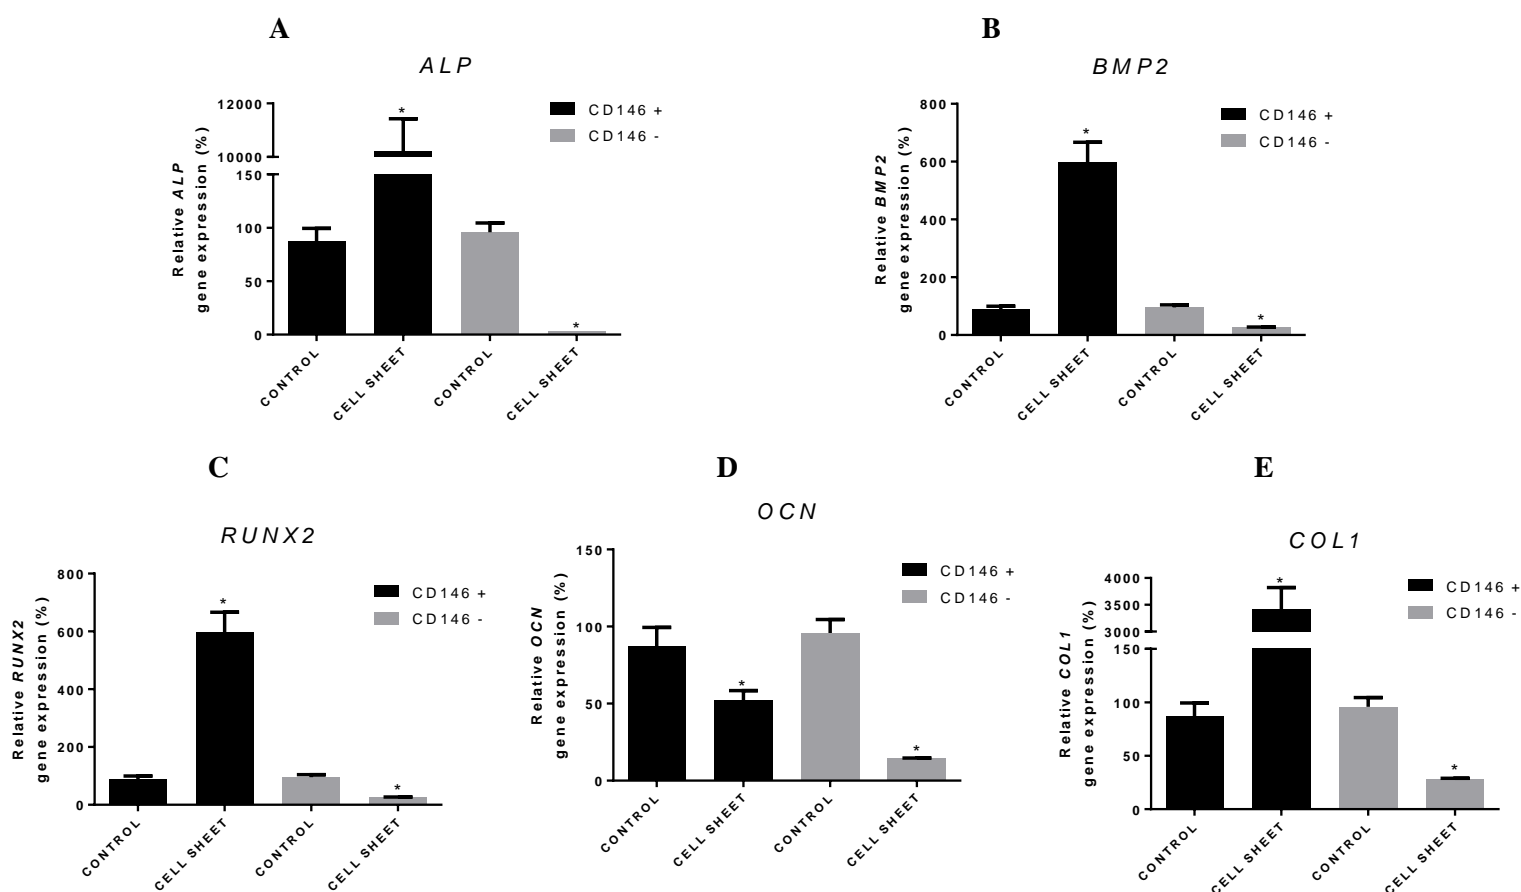 A
ALP
Relative ALP
gene expression (%)
12000
10000
150
100
50
0
*
*
CD146 +
CD146 -
CONTROL
CELL SHEET
CONTROL
CELL SHEET
B
BMP2
Relative BMP2
gene expression (%)
800
600
400
200
0
*
*
CD146 +
CD146 -
CONTROL
CELL SHEET
CONTROL
CELL SHEET
C
RUNX2
Relative RUNX2
gene expression (%)
800
600
400
200
0
*
*
CD146 +
CD146 -
CONTROL
CELL SHEET
CONTROL
CELL SHEET
D
OCN
Relative OCN
gene expression (%)
150
100
50
0
*
*
CD146 +
CD146 -
CONTROL
CELL SHEET
CONTROL
CELL SHEET
E
COL1
Relative COL1
gene expression (%)
4000
3500
3000
150
100
50
0
*
*
CD146 +
CD146 -
CONTROL
CELL SHEET
CONTROL
CELL SHEET